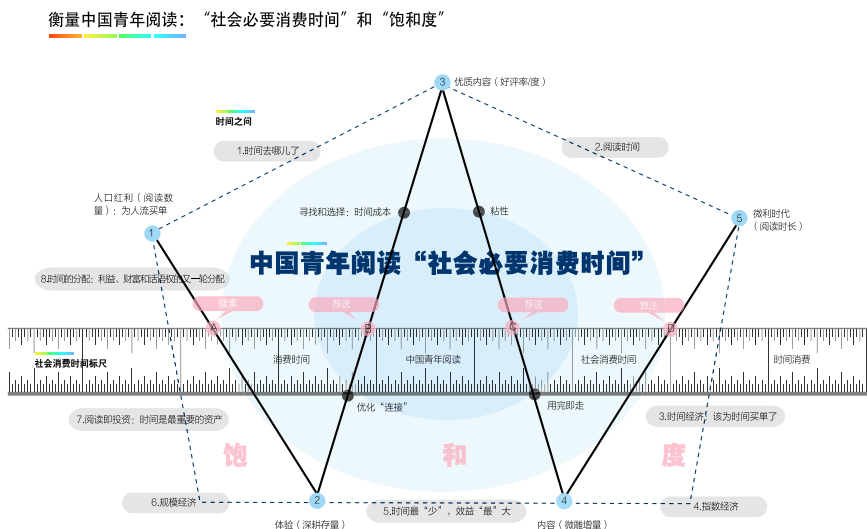 衡量中国青年阅读：“社会必要消费时间”和“饱和度”
3
优质内容（好评率/度）
时间之问
1.时间去哪儿了
2.阅读时间
人口红利（阅读数
量）：为人流买单
寻找和选择：时间成本
粘性
微利时代
（阅读时长）
1
5
中国青年阅读“社会必要消费时间”
8.时间的分配：利益、财富和话语权的又一轮分配
搜索
荐送
荐送
算法
A
B
C
D
社会消费时间标尺
消费时间
中国青年阅读
社会消费时间
时间消费
优化“连接”
用完即走
7.阅读即投资：时间是最重要的资产
3.时间经济，该为时间买单了
饱
和
度
6.规模经济
2
5.时间最“少”，效益“最”大
4
4.指数经济
体验（深耕存量）
内容（微雕增量）